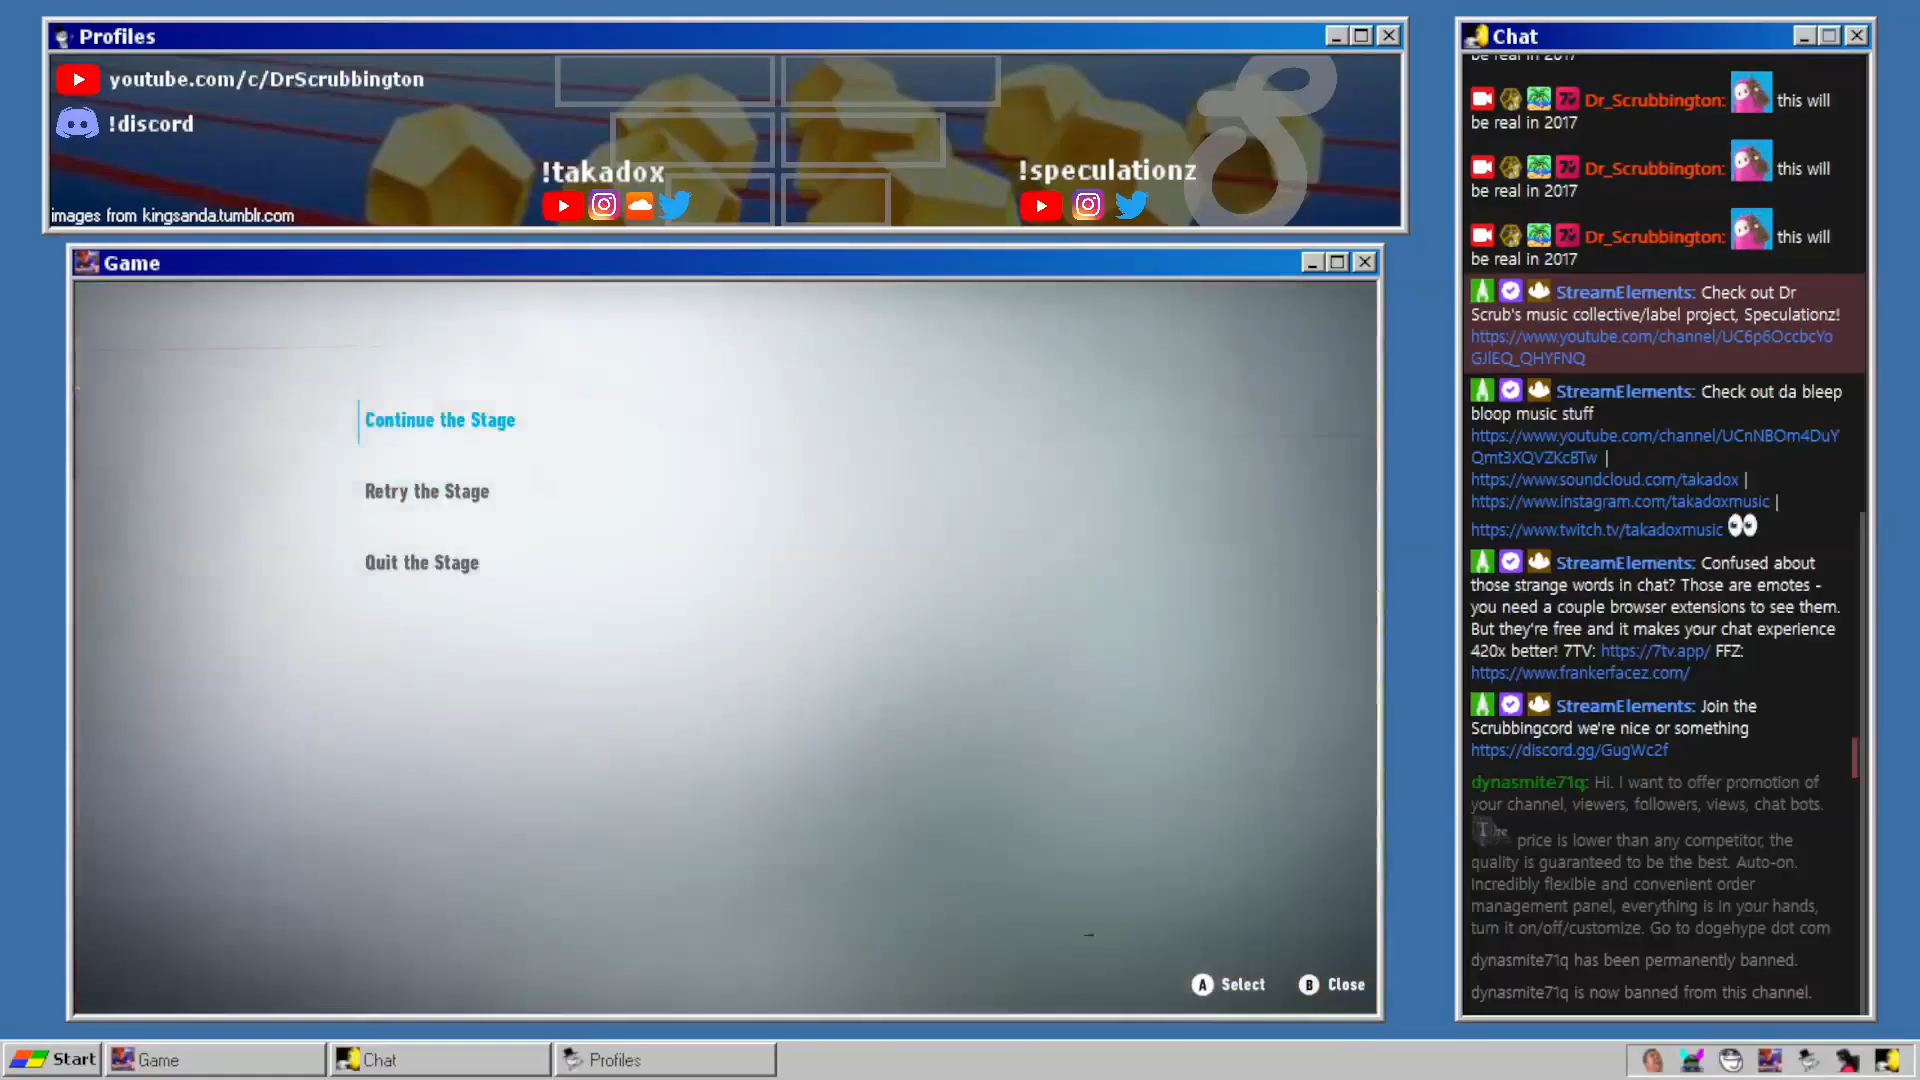 Profiles
youtube.com/c/DrScrubbington
!discord
!takadox
!speculationz
images from kingsanda.tumblr.com
Game
Continue the Stage
Retry the Stage
Quit the Stage
A Select B Close
Chat
be real in 2017
Dr_Scrubbington: this will
be real in 2017
Dr_Scrubbington: this will
be real in 2017
Dr_Scrubbington: this will
be real in 2017
StreamElements: Check out Dr
Scrub's music collective/label project, Speculationz!
https://www.youtube.com/channel/UC6p6OccbcYo
GJlEQ_QHYFNQ
StreamElements: Check out da bleep
bloop music stuff
https://www.youtube.com/channel/UCnNBOm4DuY
Qmt3XQVZKcBTw |
https://www.soundcloud.com/takadox |
https://www.instagram.com/takadoxmusic |
https://www.twitch.tv/takadoxmusic
StreamElements: Confused about
those strange words in chat? Those are emotes -
you need a couple browser extensions to see them.
But they're free and it makes your chat experience
420x better! 7TV: https://7tv.app/ FFZ:
https://www.frankerfacez.com/
StreamElements: Join the
Scrubbingcord we're nice or something
https://discord.gg/GugWc2f
dynasmite71q: Hi. I want to offer promotion of
your channel, viewers, followers, views, chat bots.
The price is lower than any competitor, the
quality is guaranteed to be the best. Auto-on.
Incredibly flexible and convenient order
management panel, everything is in your hands,
turn it on/off/customize. Go to dogehype dot com
dynasmite71q has been permanently banned.
dynasmite71q is now banned from this channel.
Start
Game
Chat
Profiles